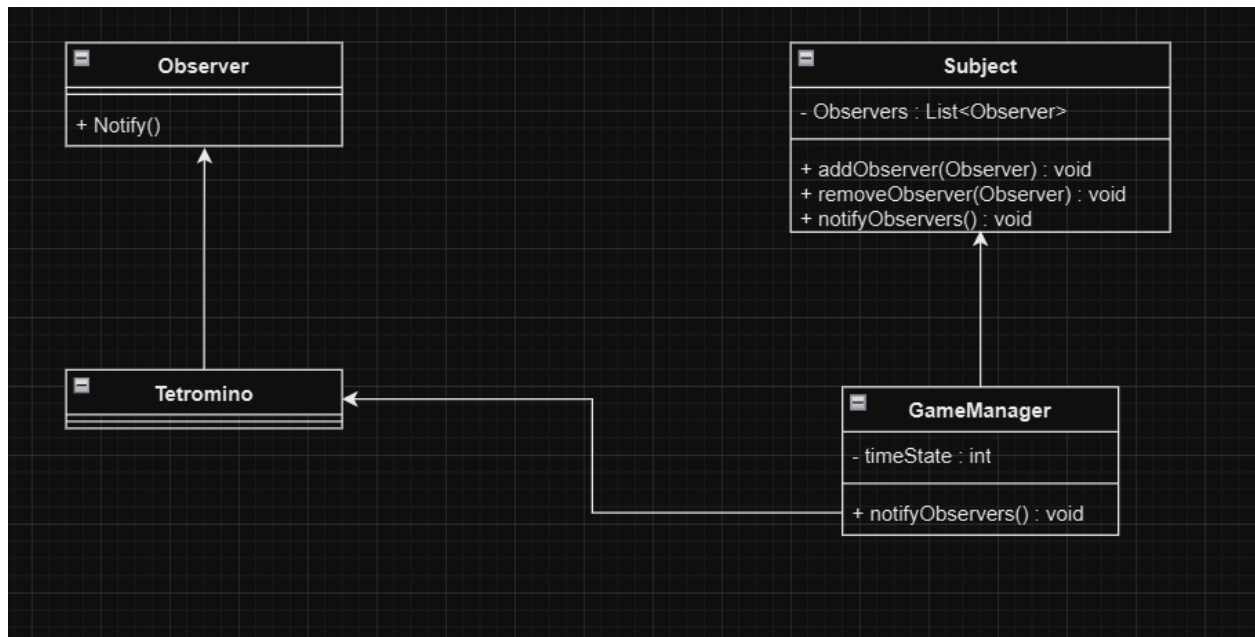 Observer
+ Notify()
Subject
- Observers : List<Observer>
+ addObserver(Observer) : void
+ removeObserver(Observer) : void
+ notifyObservers() : void
Tetromino
GameManager
- timeState : int
+ notifyObservers() : void